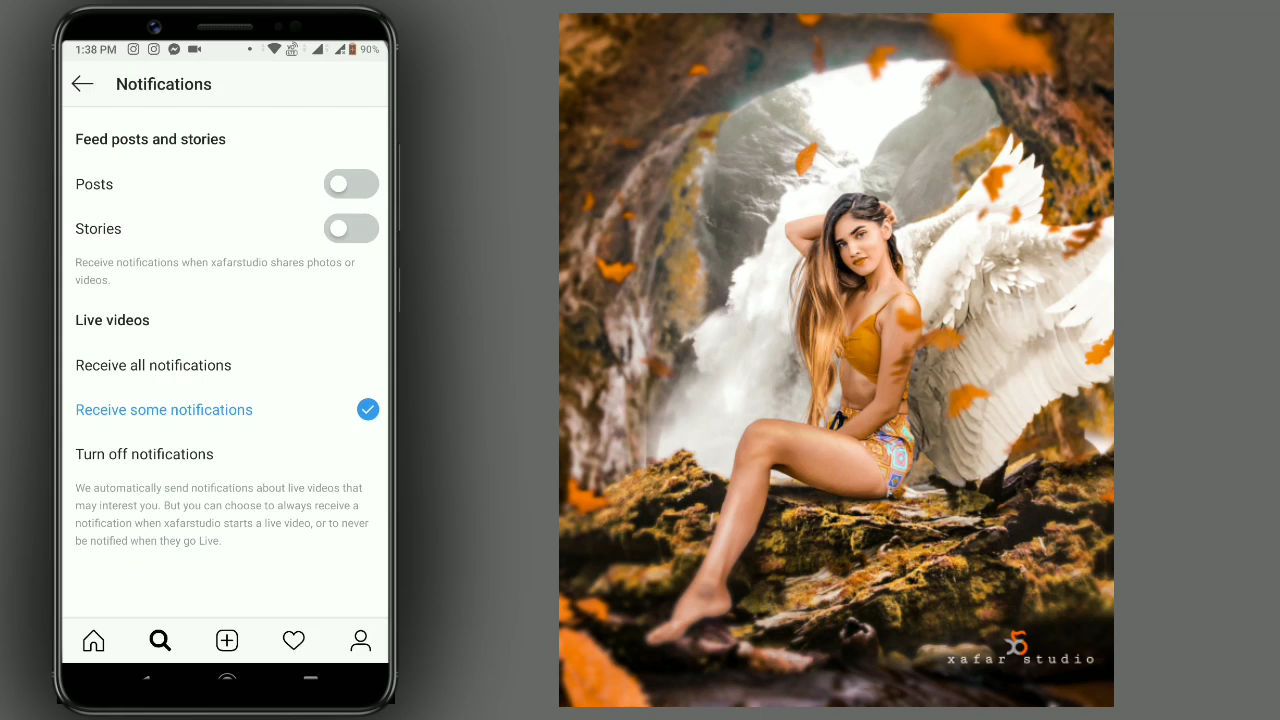 1:38 PM
90%
Notifications
Feed posts and stories
Posts
Stories
Receive notifications when xafarstudio shares photos or
videos.
Live videos
Receive all notifications
Receive some notifications
Turn off notifications
We automatically send notifications about live videos that
may interest you. But you can choose to always receive a
notification when xafarstudio starts a live video, or to never
be notified when they go Live.
xafar studio